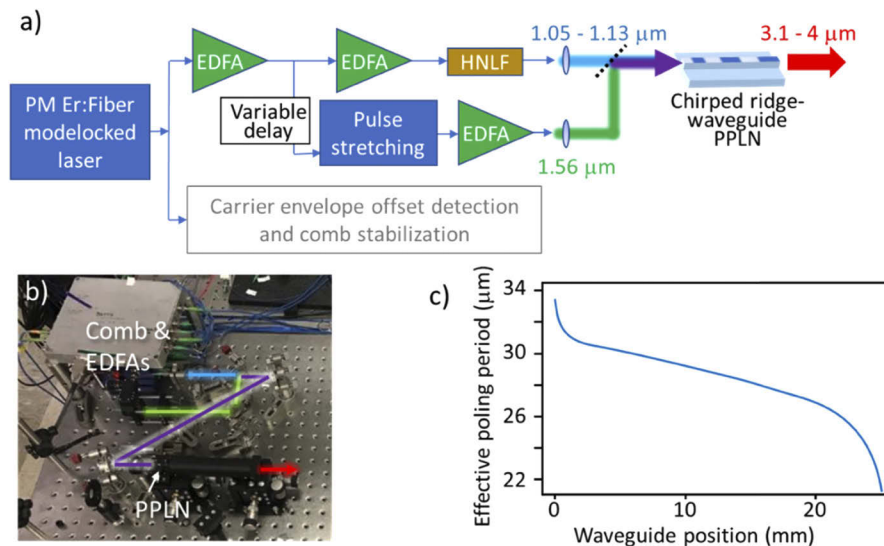 a)
EDFA
EDFA
HNLF
1.05 - 1.13 µm
3.1 - 4 µm
PM Er:Fiber
modelocked
laser
Variable
delay
Pulse
stretching
EDFA
1.56 µm
Chirped ridge-
waveguide
PPLN
Carrier envelope offset detection
and comb stabilization
b)
Comb &
EDFAs
PPLN
c)
Effective poling period (µm)
34
30
26
22
0
10
20
Waveguide position (mm)